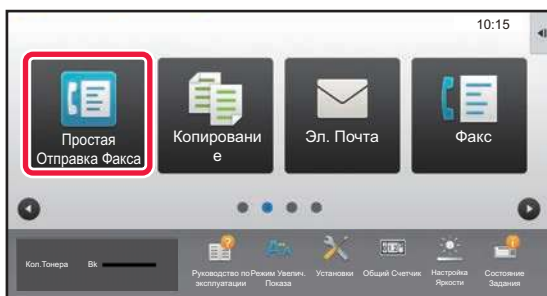 10:15
Простая
Отправка Факса
Копировани
е
Эл. Почта
Факс
Кол.Тонера Bk
Руководство по
эксплуатации
Режим Увелич.
Показа
Установки
Общий Счетчик
Настройка
Яркости
Состояние
Задания